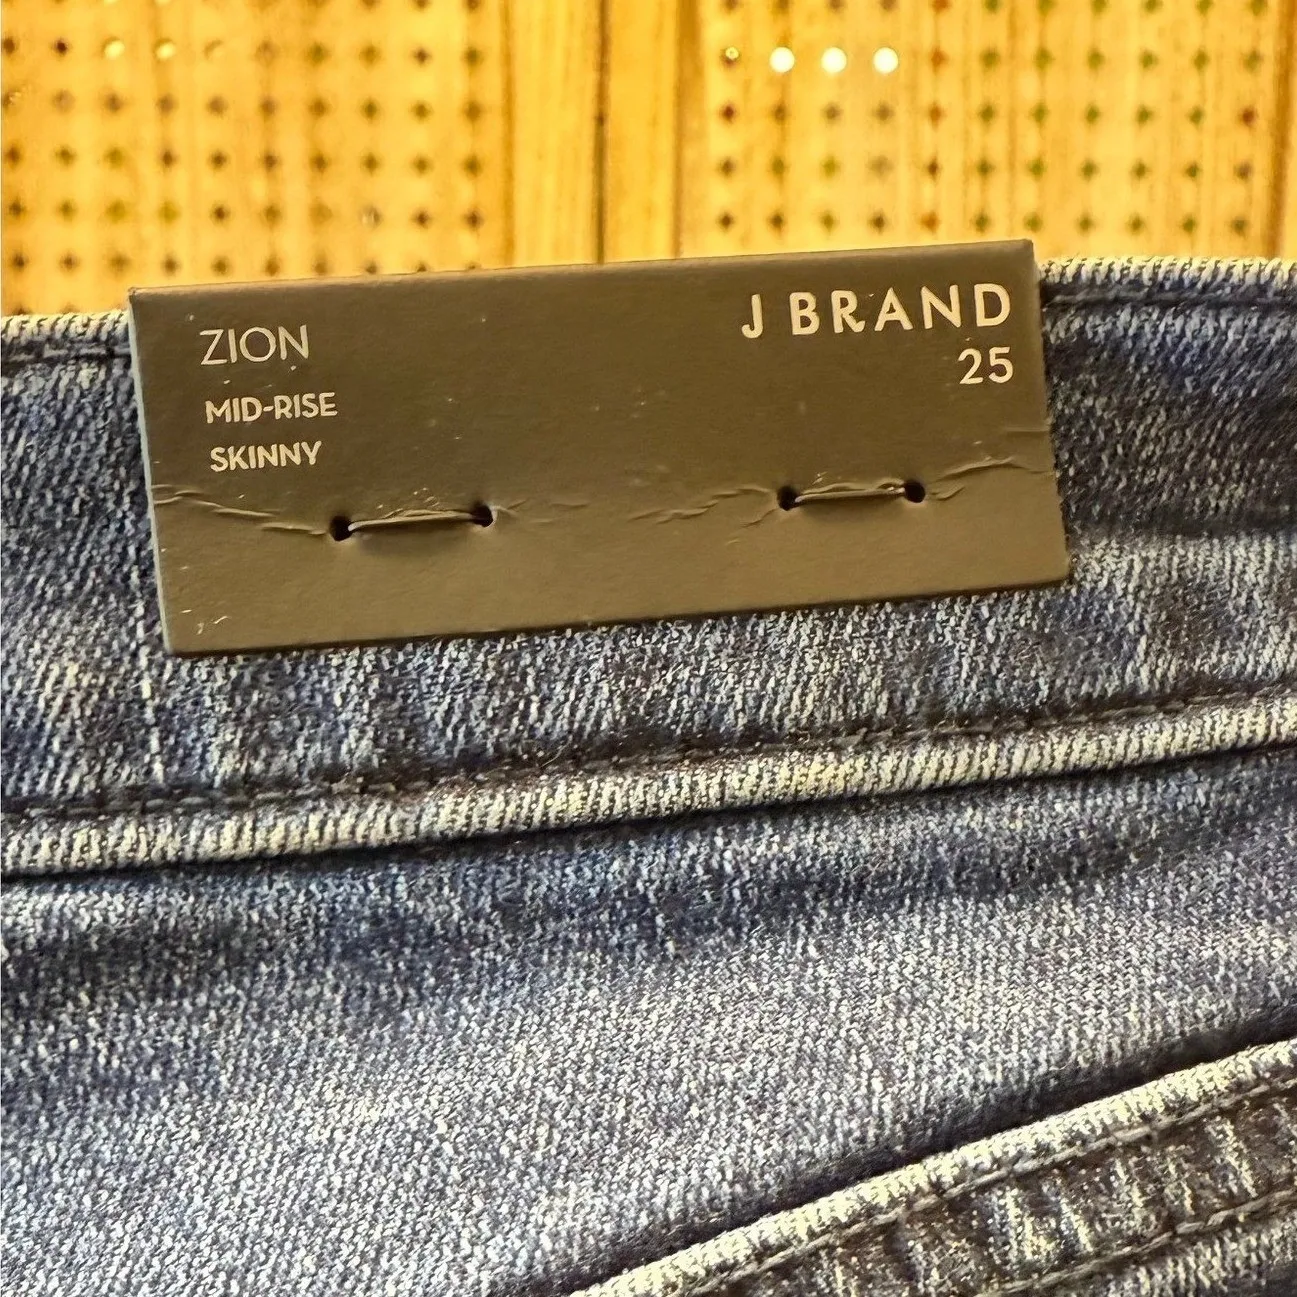 ZION
MID-RISE
SKINNY
J BRAND
25